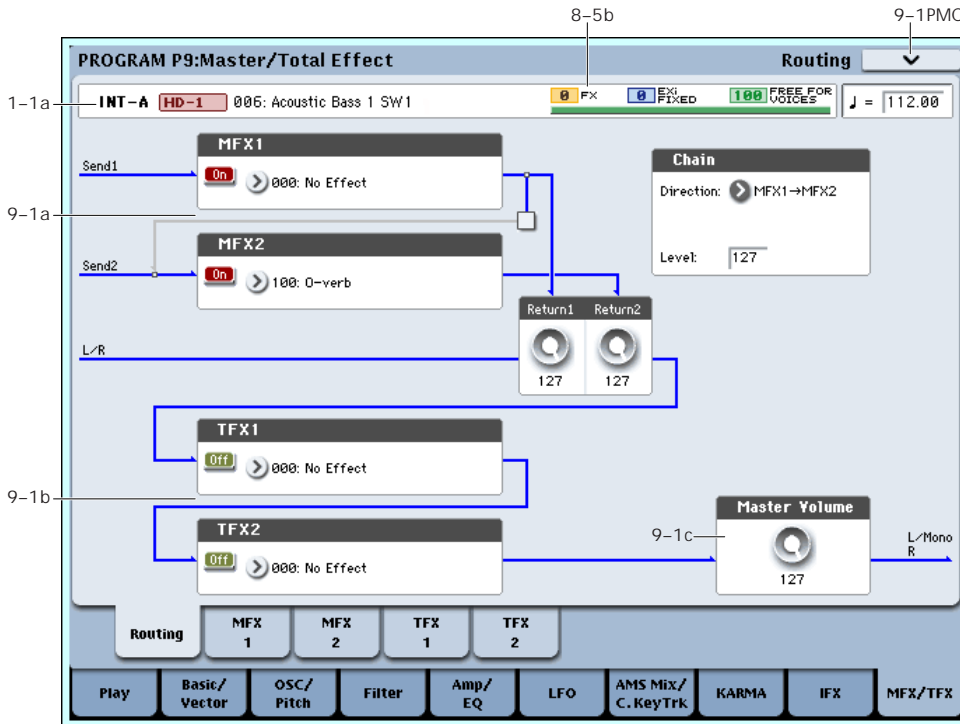 8-5b
9-1PMC
PROGRAM P9:Master/Total Effect
Routing
1-1a
INT-A HD-1 006: Acoustic Bass 1 SW1
0 FX
0 EXi FIXED
100 FREE FOR VOICES
♩ = 112.00
MFX1
Send1
On
000: No Effect
Chain
Direction: MFX1→MFX2
Level: 127
9-1a
MFX2
Send2
On
100: O-verb
Return1 Return2
127 127
L/R
TFX1
Off
000: No Effect
9-1b
TFX2
Off
000: No Effect
Master Volume
9-1c
127
L/Mono
R
Routing
MFX 1
MFX 2
TFX 1
TFX 2
Play
Basic/ Vector
OSC/ Pitch
Filter
Amp/ EQ
LFO
AMS Mix/ C.KeyTrk
KARMA
IFX
MFX/TFX